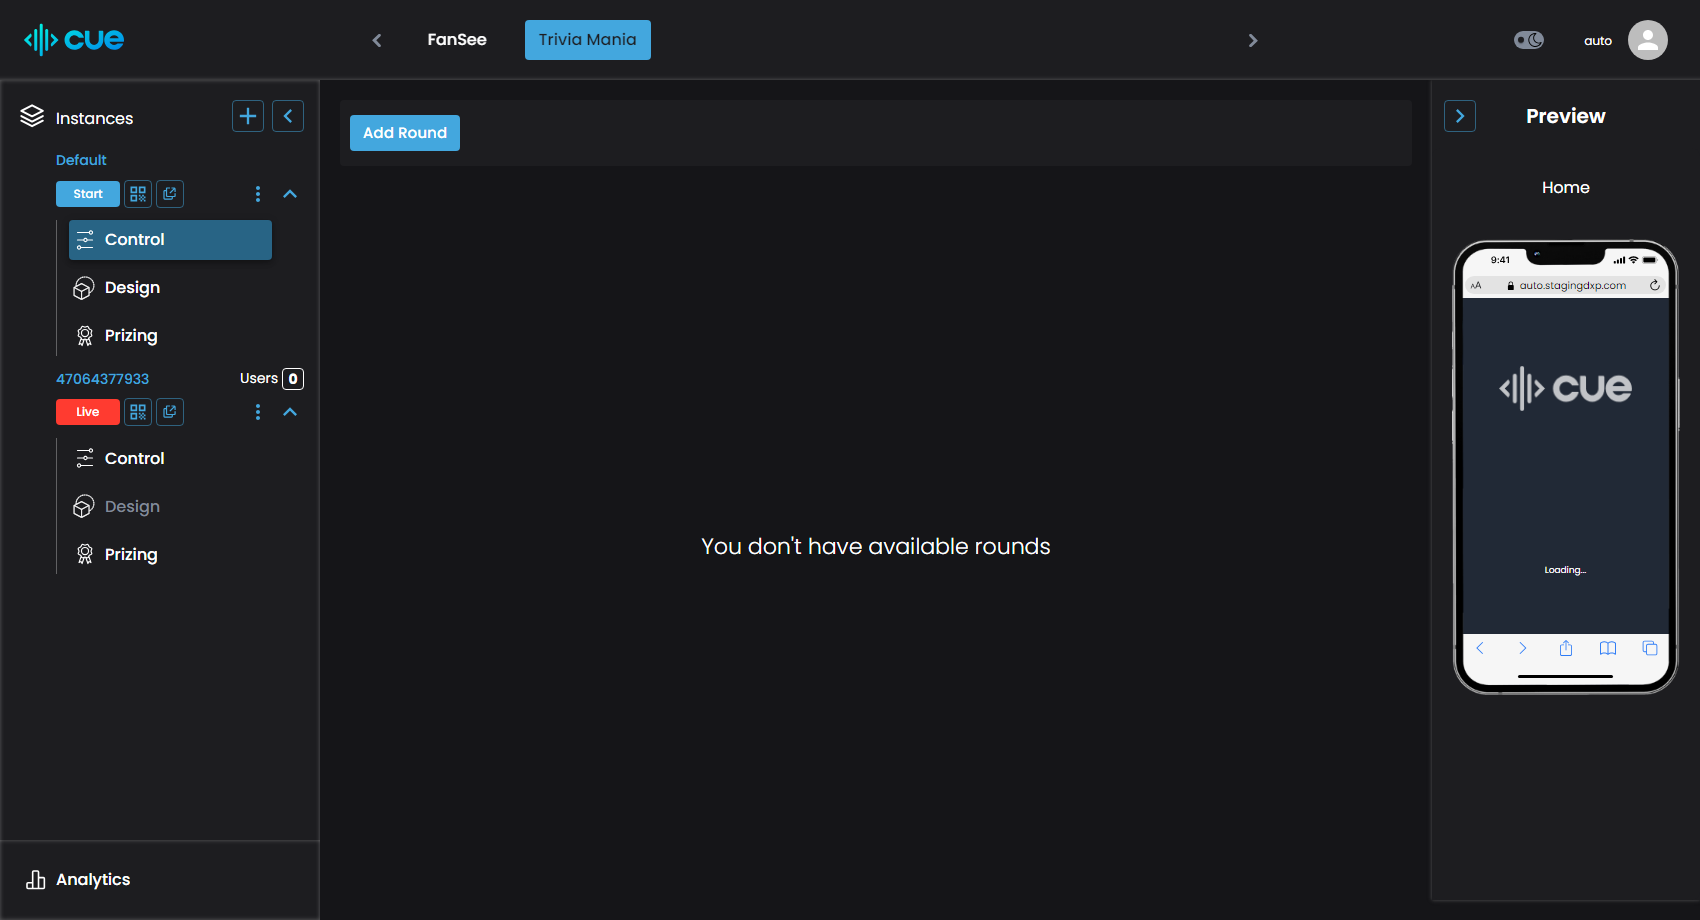 cue
FanSee
Trivia Mania
auto
Instances
Default
Start
Control
Design
Prizing
47064377933
Users 0
Live
Control
Design
Prizing
Analytics
Add Round
You don't have available rounds
Preview
Home
9:41
AA
auto.stagingdxp.com
cue
Loading...